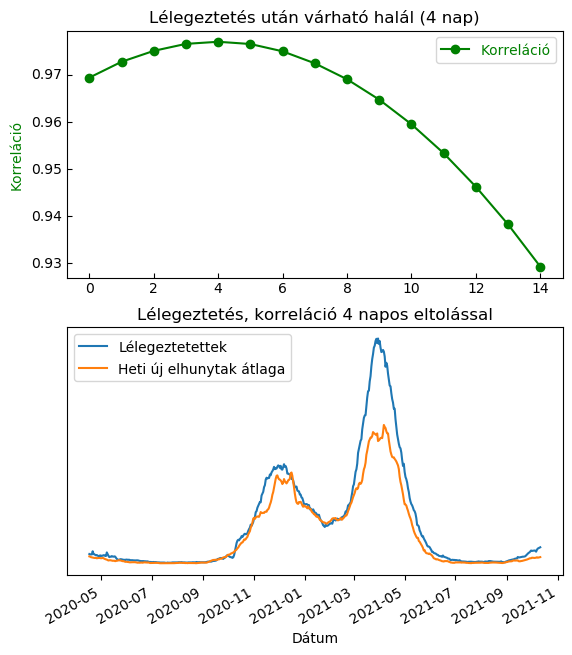 Lélegeztetés után várható halál (4 nap)
Korreláció
Korreláció
0.97
0.96
0.95
0.94
0.93
0 2 4 6 8 10 12 14
Lélegeztetés, korreláció 4 napos eltolással
Lélegeztetettek
Heti új elhunytak átlaga
2020-05 2020-07 2020-09 2020-11 2021-01 2021-03 2021-05 2021-07 2021-09 2021-11
Dátum